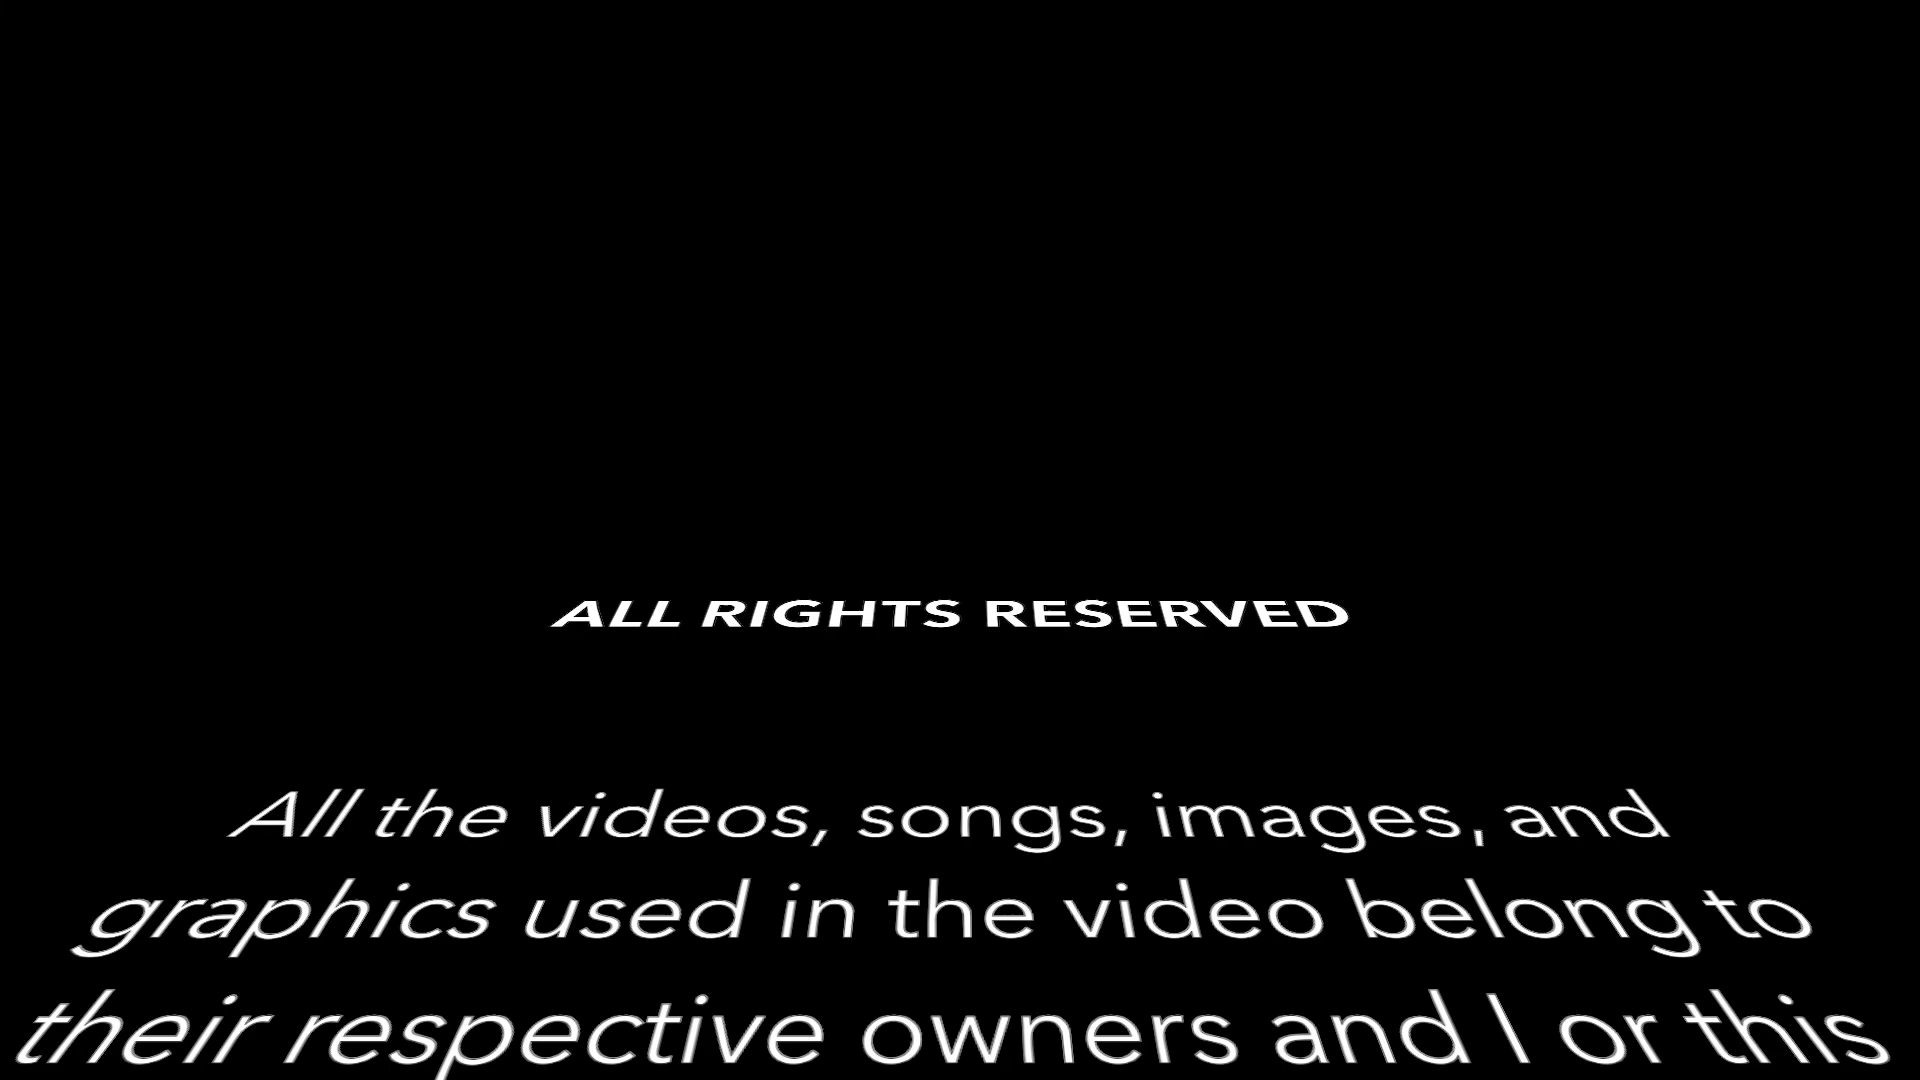 ALL RIGHTS RESERVED
All the videos, songs, images, and
graphics used in the video belong to
their respective owners and I or this